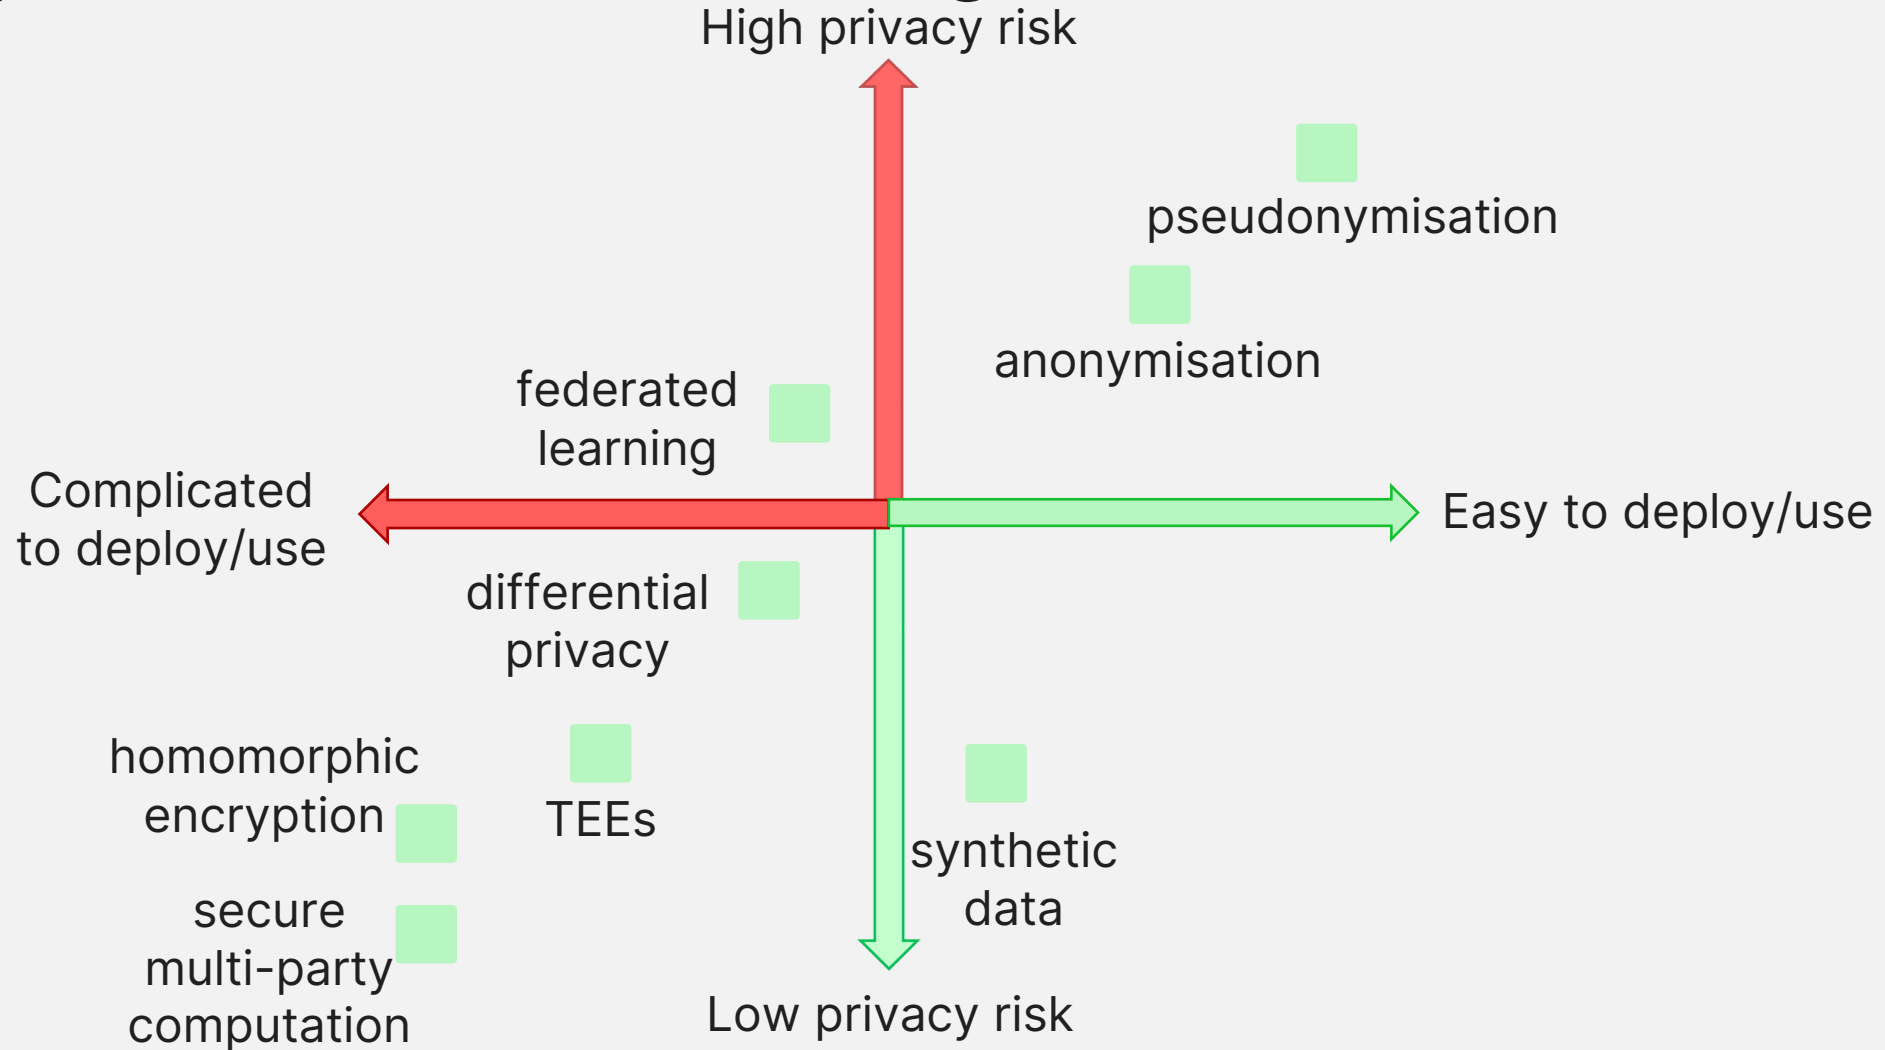 High privacy risk
pseudonymisation
anonymisation
federated
learning
Complicated
to deploy/use
Easy to deploy/use
differential
privacy
homomorphic
encryption
TEEs
synthetic
data
secure
multi-party
computation
Low privacy risk